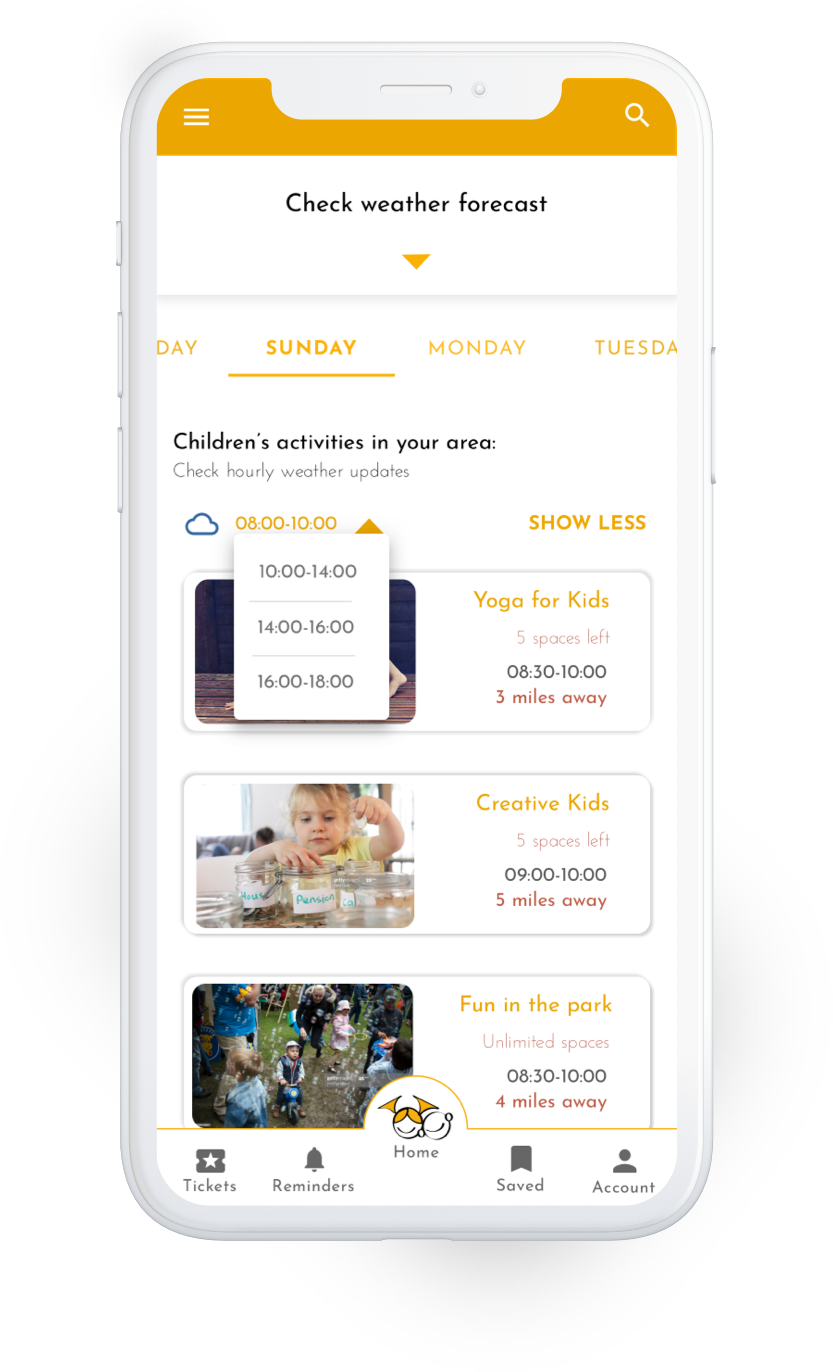 Check weather forecast
DAY SUNDAY MONDAY TUESDA
Children's activities in your area:
Check hourly weather updates
08:00-10:00 SHOW LESS
10:00-14:00
14:00-16:00
16:00-18:00
Yoga for Kids
5 spaces left
08:30-10:00
3 miles away
Creative Kids
5 spaces left
09:00-10:00
5 miles away
House Pension Ca
Fun in the park
Unlimited spaces
08:30-10:00
4 miles away
Tickets Reminders Home Saved Account